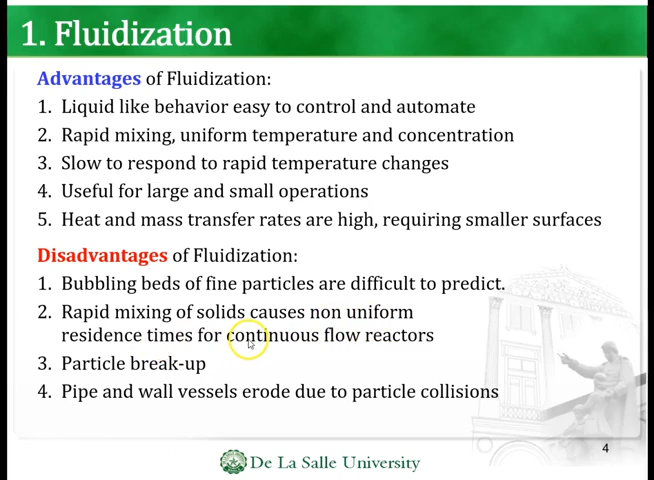 1. Fluidization
Advantages of Fluidization:
1. Liquid like behavior easy to control and automate
2. Rapid mixing, uniform temperature and concentration
3. Slow to respond to rapid temperature changes
4. Useful for large and small operations
5. Heat and mass transfer rates are high, requiring smaller surfaces
Disadvantages of Fluidization:
1. Bubbling beds of fine particles are difficult to predict.
2. Rapid mixing of solids causes non uniform
residence times for continuous flow reactors
3. Particle break-up
4. Pipe and wall vessels erode due to particle collisions
4
De La Salle University